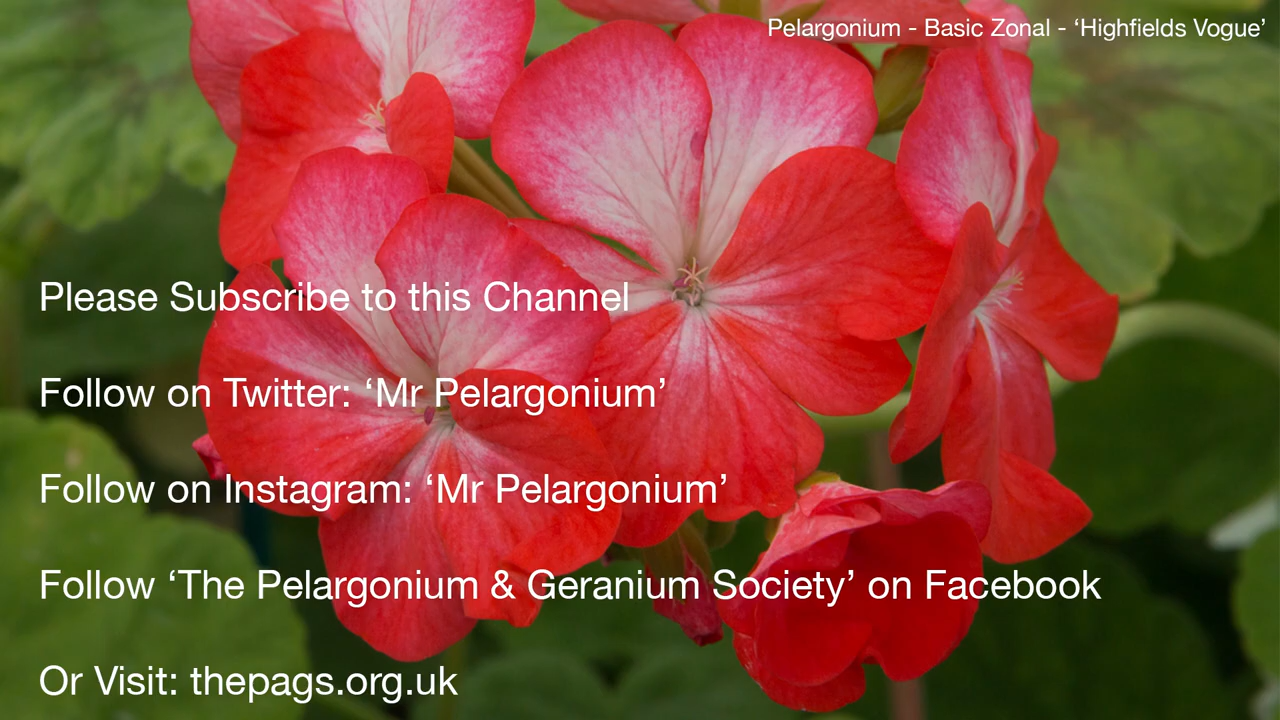 Pelargonium - Basic Zonal - ‘Highfields Vogue’
Please Subscribe to this Channel
Follow on Twitter: ‘Mr Pelargonium’
Follow on Instagram: ‘Mr Pelargonium’
Follow ‘The Pelargonium & Geranium Society’ on Facebook
Or Visit: thepags.org.uk